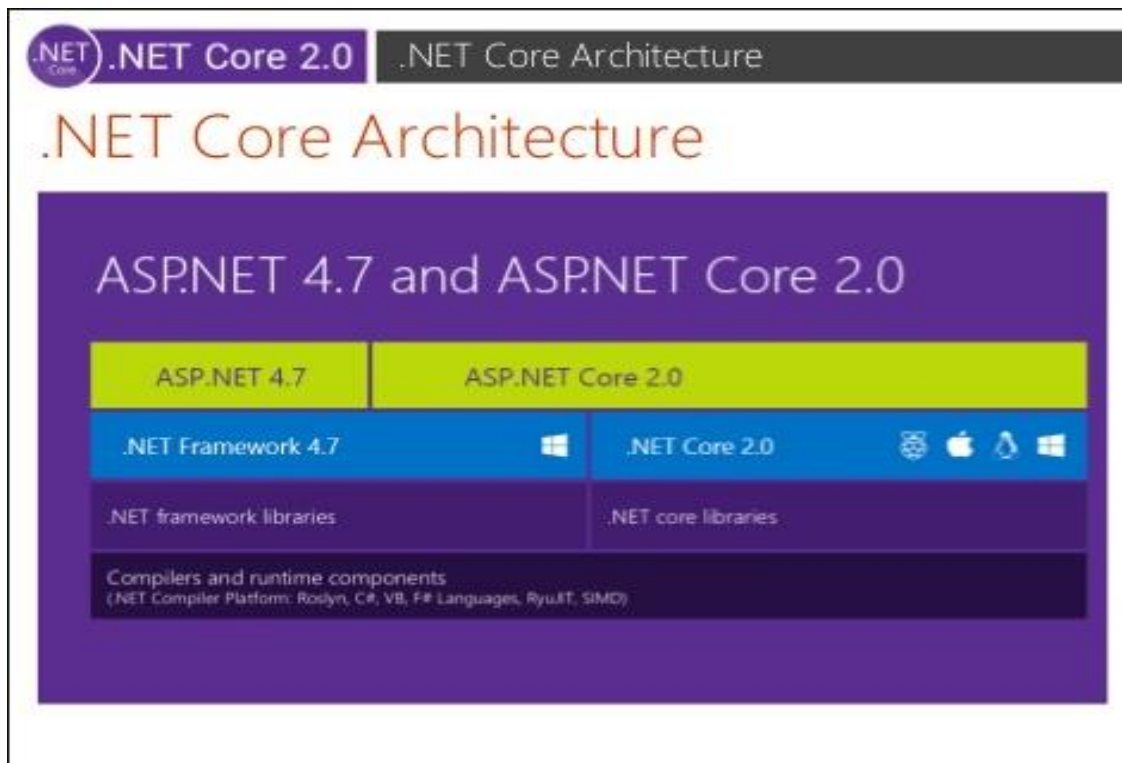 .NET Core
.NET Core 2.0
.NET Core Architecture
.NET Core Architecture
ASP.NET 4.7 and ASP.NET Core 2.0
ASP.NET 4.7
ASP.NET Core 2.0
.NET Framework 4.7
.NET Core 2.0
.NET framework libraries
.NET core libraries
Compilers and runtime components
(.NET Compiler Platform: Roslyn, C#, VB, F# Languages, RyuJIT, SIMD)